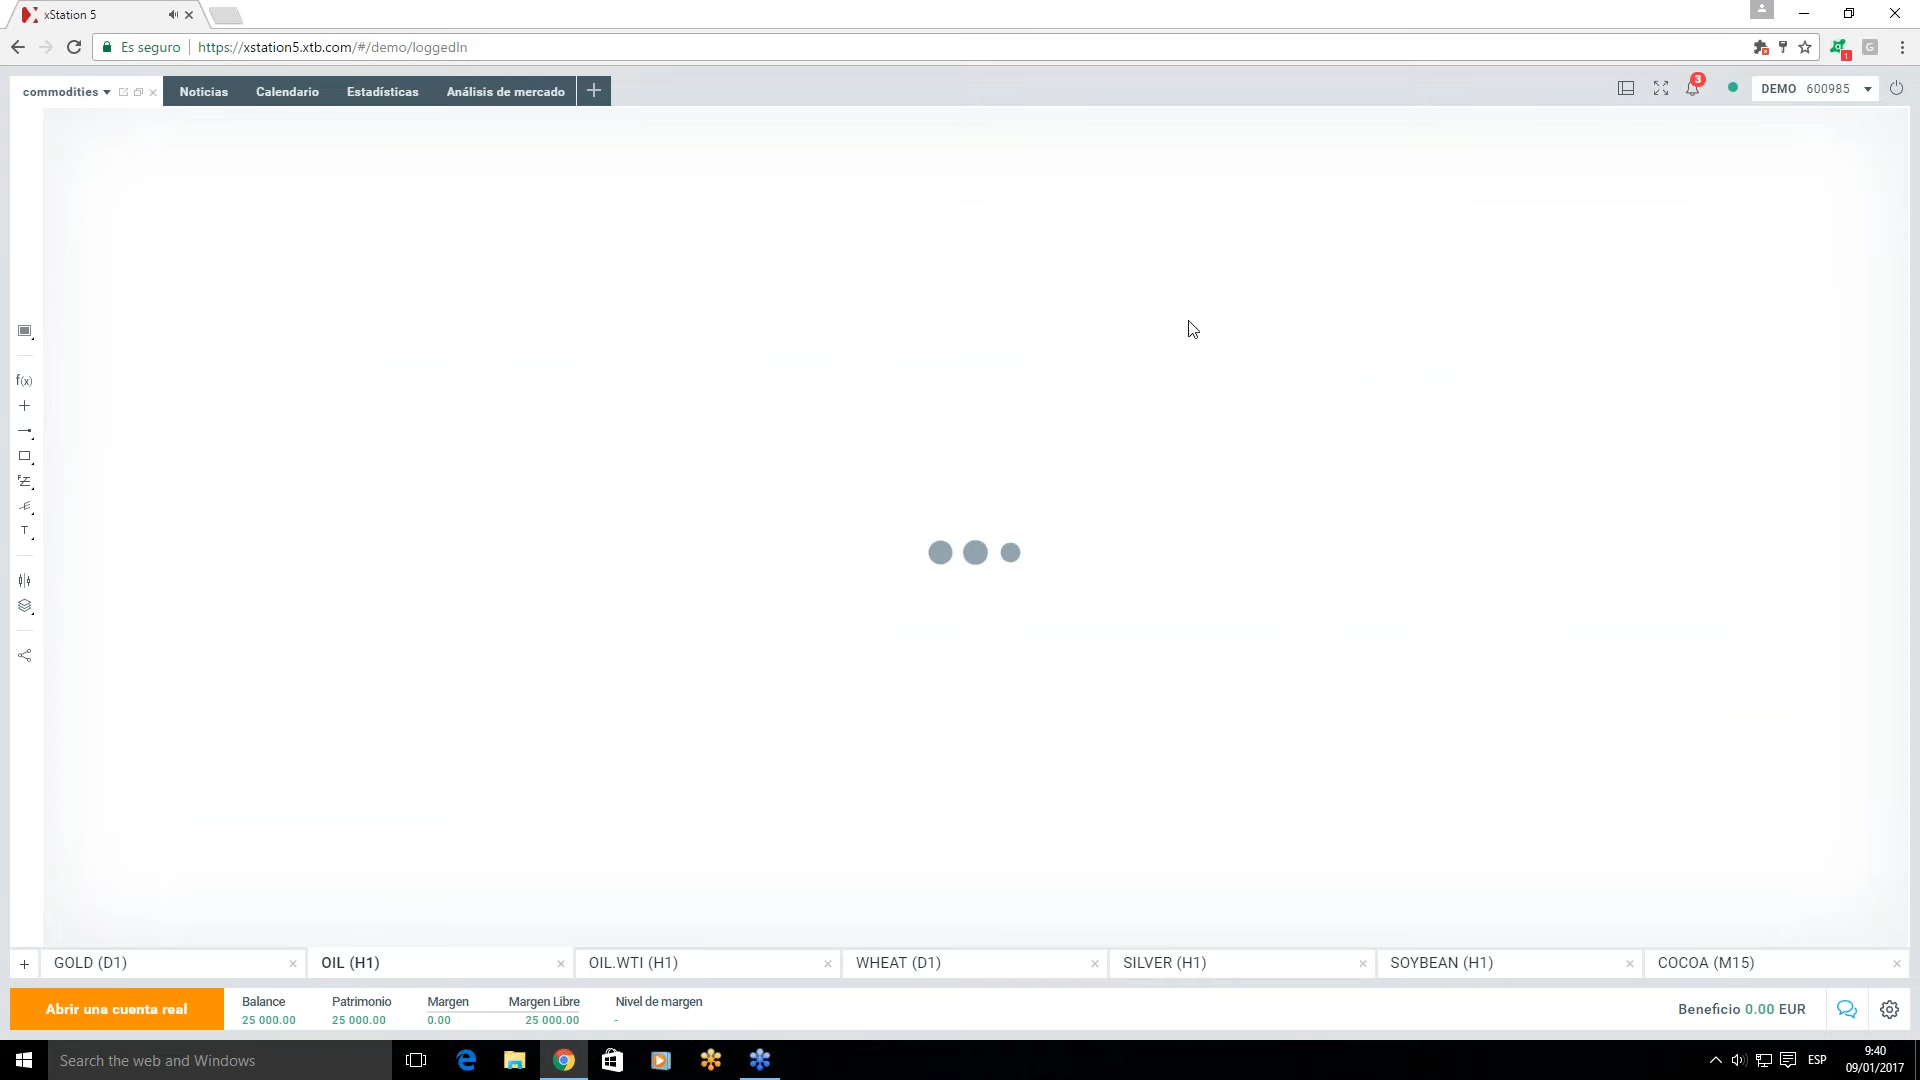 xStation 5
Es seguro https://xstation5.xtb.com/#/demo/loggedIn
1
G
commodities Noticias Calendario Estadísticas Análisis de mercado
3
DEMO 600985
f(x)
T
GOLD (D1) OIL (H1) OIL.WTI (H1) WHEAT (D1) SILVER (H1) SOYBEAN (H1) COCOA (M15)
Abrir una cuenta real
Balance Patrimonio Margen Margen Libre Nivel de margen
25 000.00 25 000.00 0.00 25 000.00 -
Beneficio 0.00 EUR
Search the web and Windows
ESP
9:40
09/01/2017